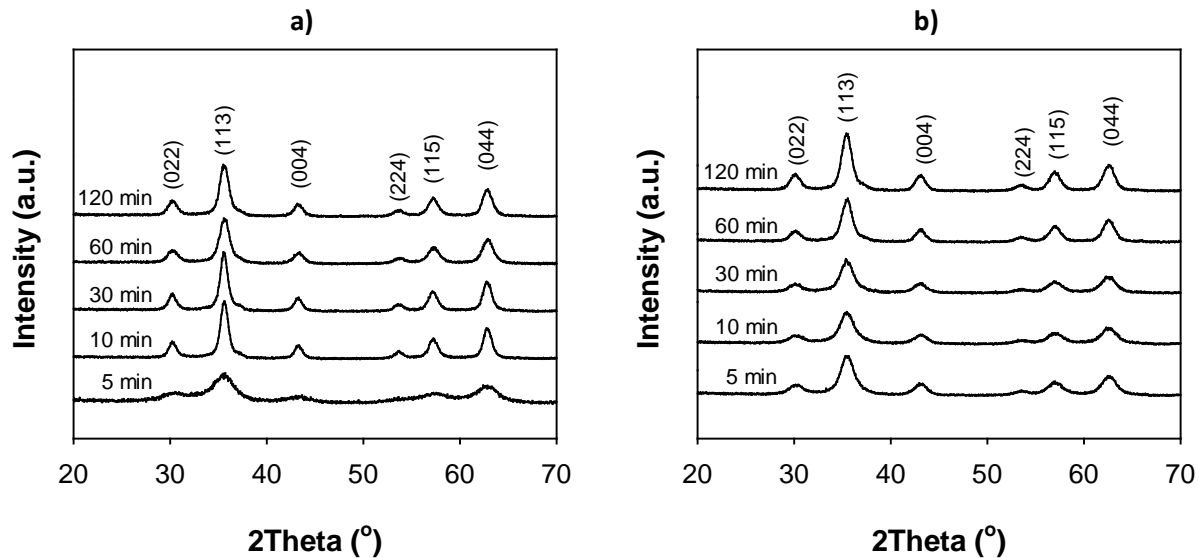 a)
Intensity (a.u.)
(022)
(113)
(004)
(224)
(115)
(044)
120 min
60 min
30 min
10 min
5 min
20 30 40 50 60 70
2Theta (°)
b)
Intensity (a.u.)
(022)
(113)
(004)
(224)
(115)
(044)
120 min
60 min
30 min
10 min
5 min
20 30 40 50 60 70
2Theta (°)